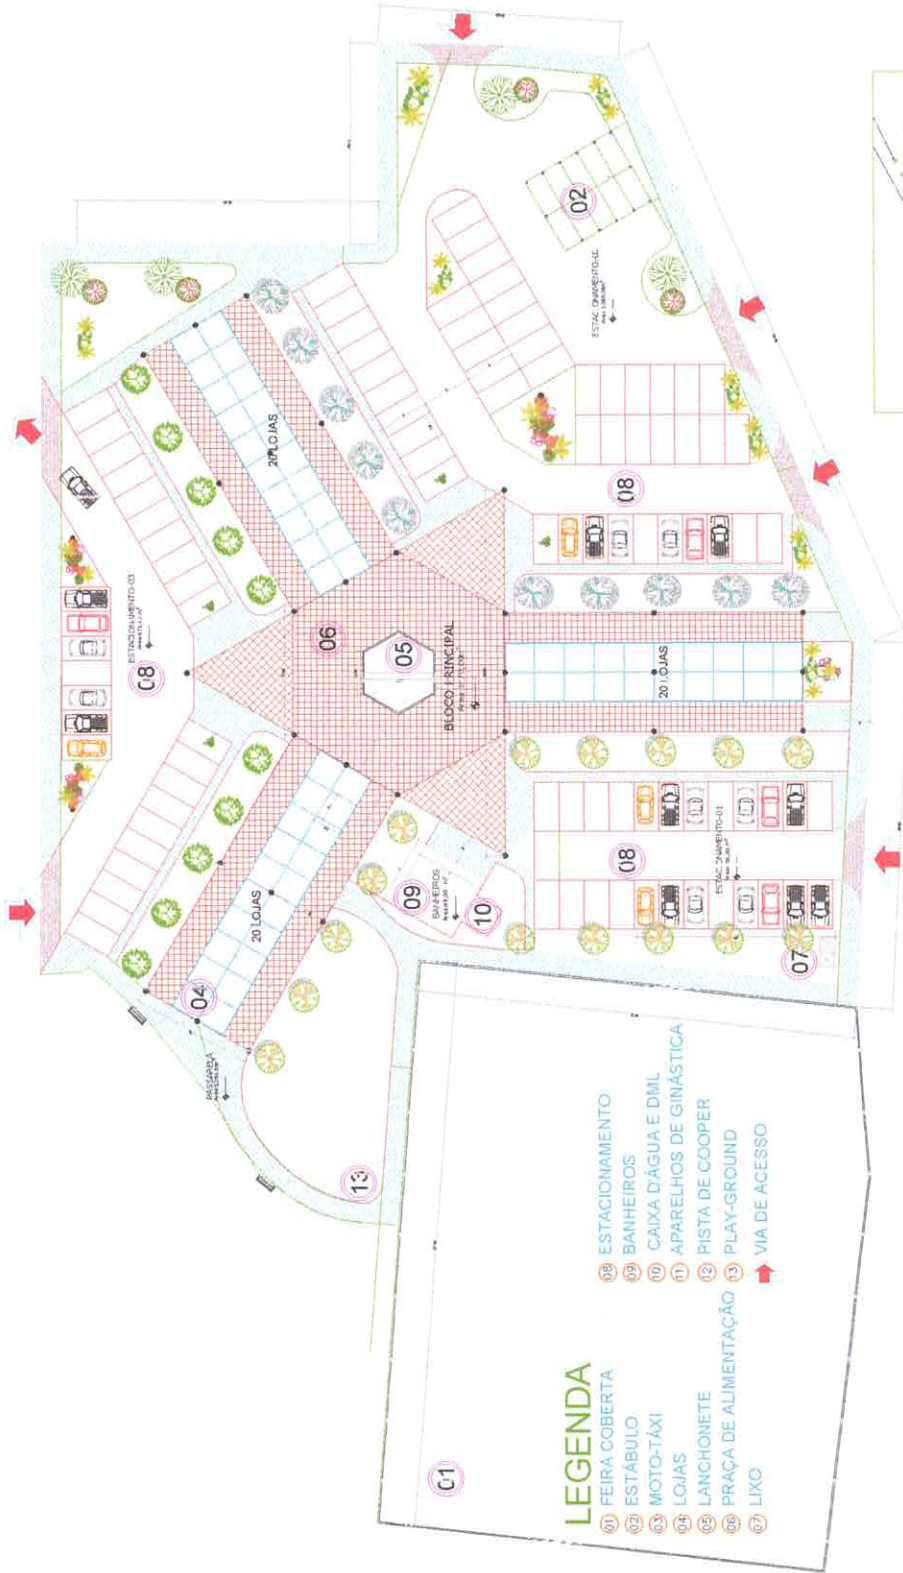 LEGENDA
01 FEIRA COBERTA
02 ESTÁBULO
03 MOTO-TÁXI
04 LOJAS
05 LANCHONETE
06 PRAÇA DE ALIMENTAÇÃO
07 LIXO
08 ESTACIONAMENTO
09 BANHEIROS
10 CAIXA D'ÁGUA E DML
11 APARELHOS DE GINÁSTICA
12 PISTA DE COOPER
13 PLAY-GROUND
VIA DE ACESSO
01
13
PASSARELA
04
20 LOJAS
09
BANHEIROS
10
07
08
ESTACIONAMENTO-01
08
ESTACIONAMENTO-03
06
05
BLOCO PRINCIPAL
20 LOJAS
20 LOJAS
08
02